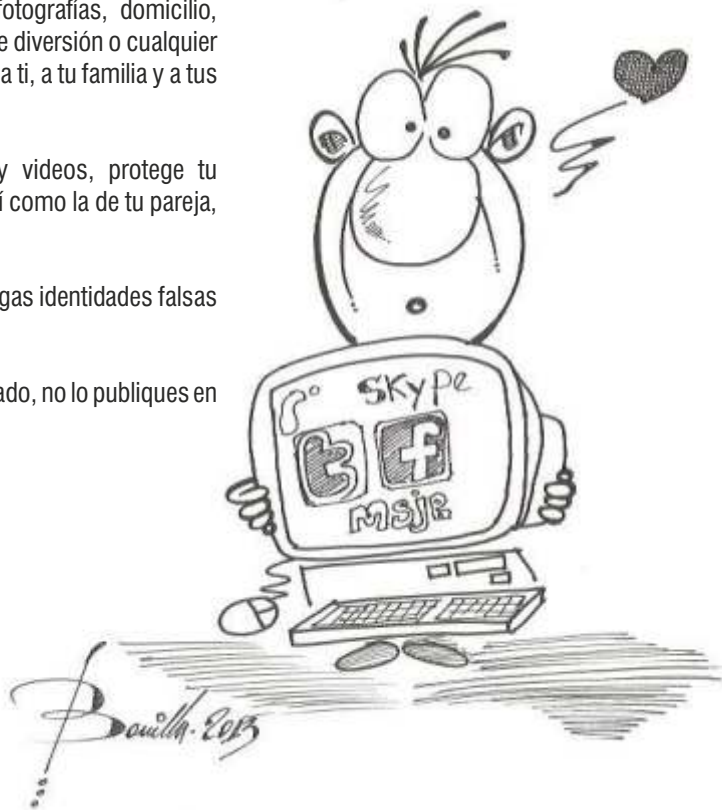 fotografías, domicilio,
e diversión o cualquier
a ti, a tu familia y a tus
y videos, protege tu
í como la de tu pareja,
gas identidades falsas
ado, no lo publiques en
SKype
t f
msje
Bonilla-2013